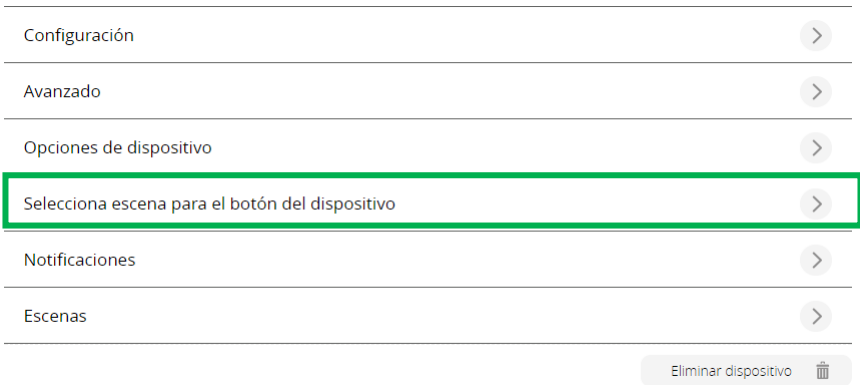 Configuración
Avanzado
Opciones de dispositivo
Selecciona escena para el botón del dispositivo
Notificaciones
Escenas
Eliminar dispositivo